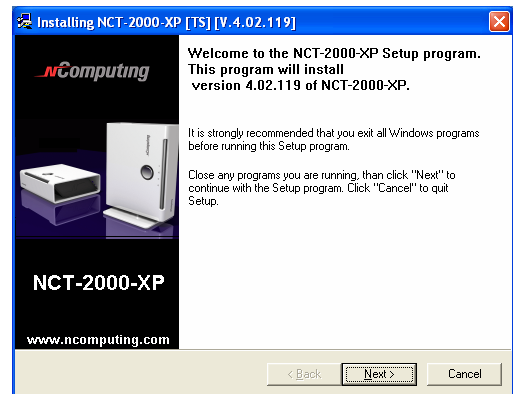 Installing NCT-2000-XP [TS] [V.4.02.119]
nComputing
Welcome to the NCT-2000-XP Setup program.
This program will install
version 4.02.119 of NCT-2000-XP.
It is strongly recommended that you exit all Windows programs
before running this Setup program.
Close any programs you are running, than click "Next" to
continue with the Setup program. Click "Cancel" to quit
Setup.
NCT-2000-XP
www.ncomputing.com
< Back
Next >
Cancel